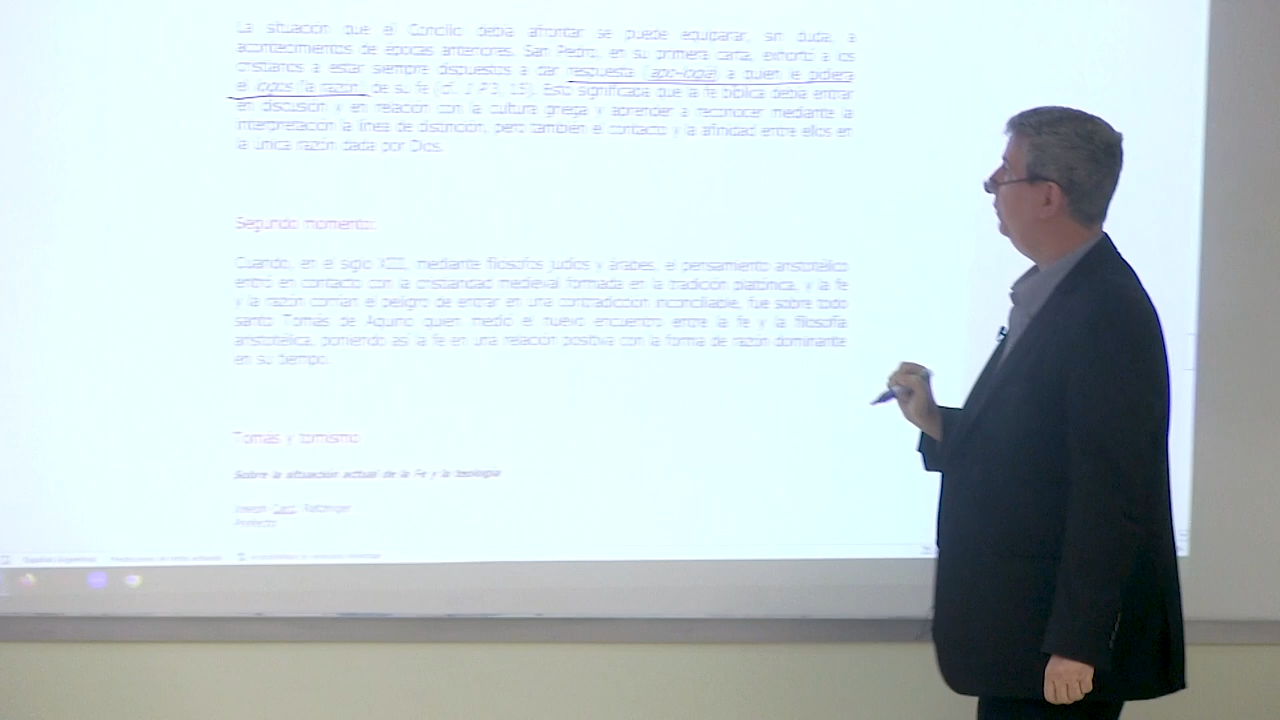 La situación que el Concilio debía afrontar se puede equiparar, sin duda, a
acontecimientos de épocas anteriores. San Pedro, en su primera carta, exhortó a los
cristianos a estar siempre dispuestos a dar respuesta (apo-logía) a quien le pidiera
el logos (la razón) de su fe (cf. 1 P 3, 15). Esto significaba que la fe bíblica debía entrar
en discusión y en relación con la cultura griega y aprender a reconocer mediante la
interpretación la línea de distinción, pero también el contacto y la afinidad entre ellos en
la única razón dada por Dios.
Segundo momento:
Cuando, en el siglo XIII, mediante filósofos judíos y árabes, el pensamiento aristotélico
entró en contacto con la cristiandad medieval formada en la tradición platónica, y la fe
y la razón corrían el peligro de entrar en una contradicción inconciliable, fue sobre todo
santo Tomás de Aquino quien medió el nuevo encuentro entre la fe y la filosofía
aristotélica, poniendo así la fe en una relación positiva con la forma de razón dominante
en su tiempo.
Tomás y tomismo
Sobre la situación actual de la Fe y la teología
Joseph Card. Ratzinger
Prefecto